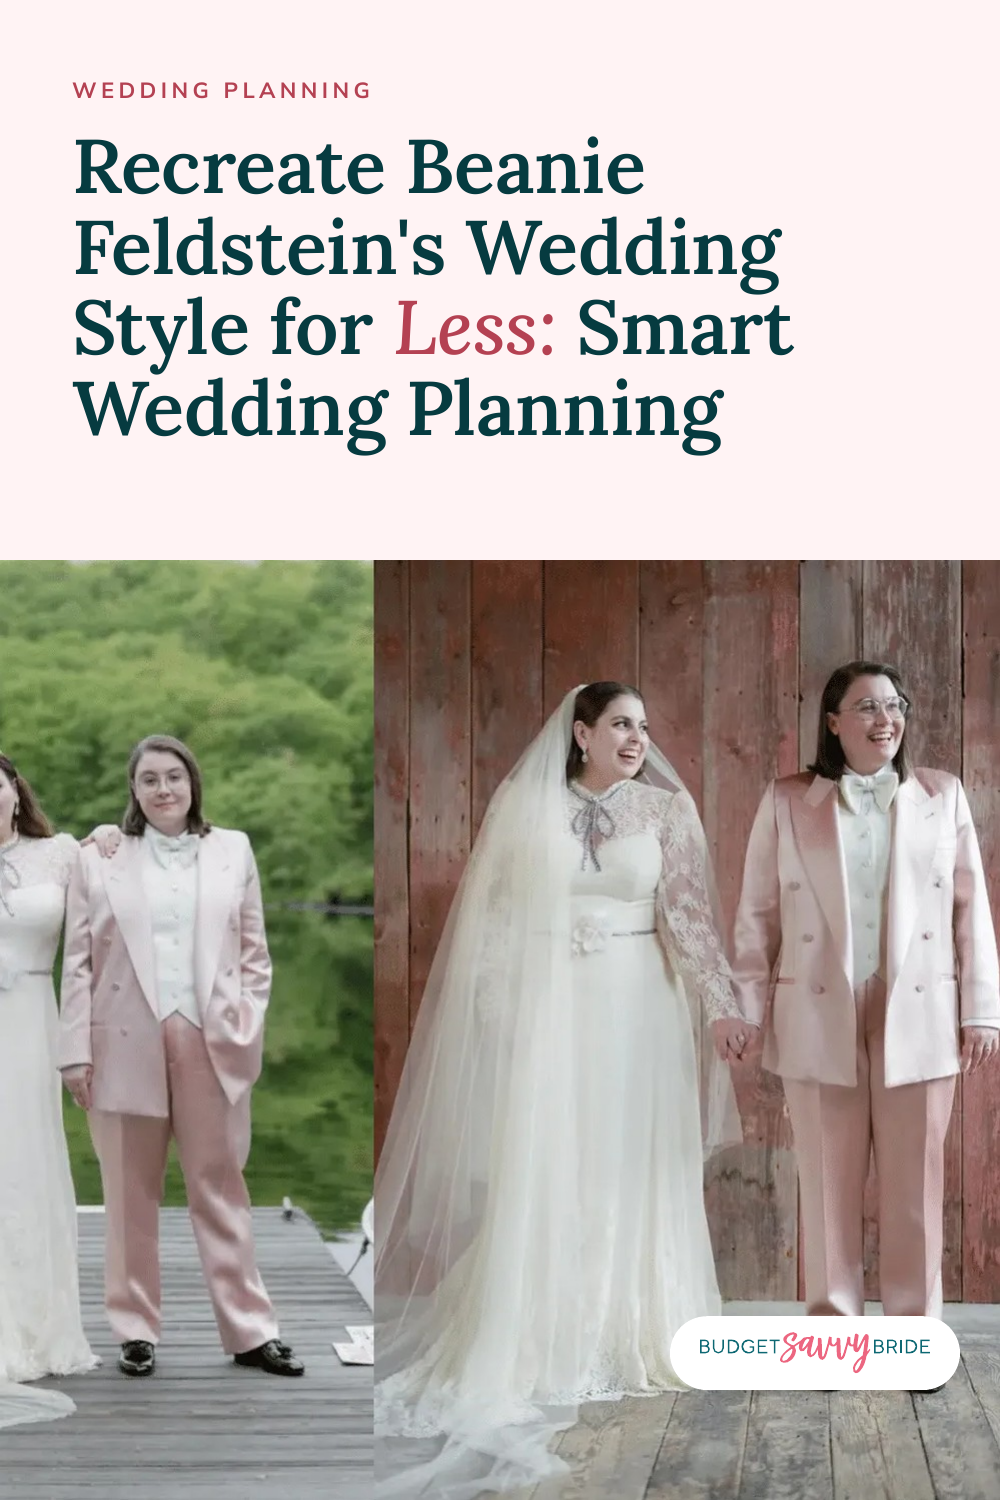 WEDDING PLANNING
Recreate Beanie
Feldstein's Wedding
Style for Less: Smart
Wedding Planning
BUDGET savvy BRIDE